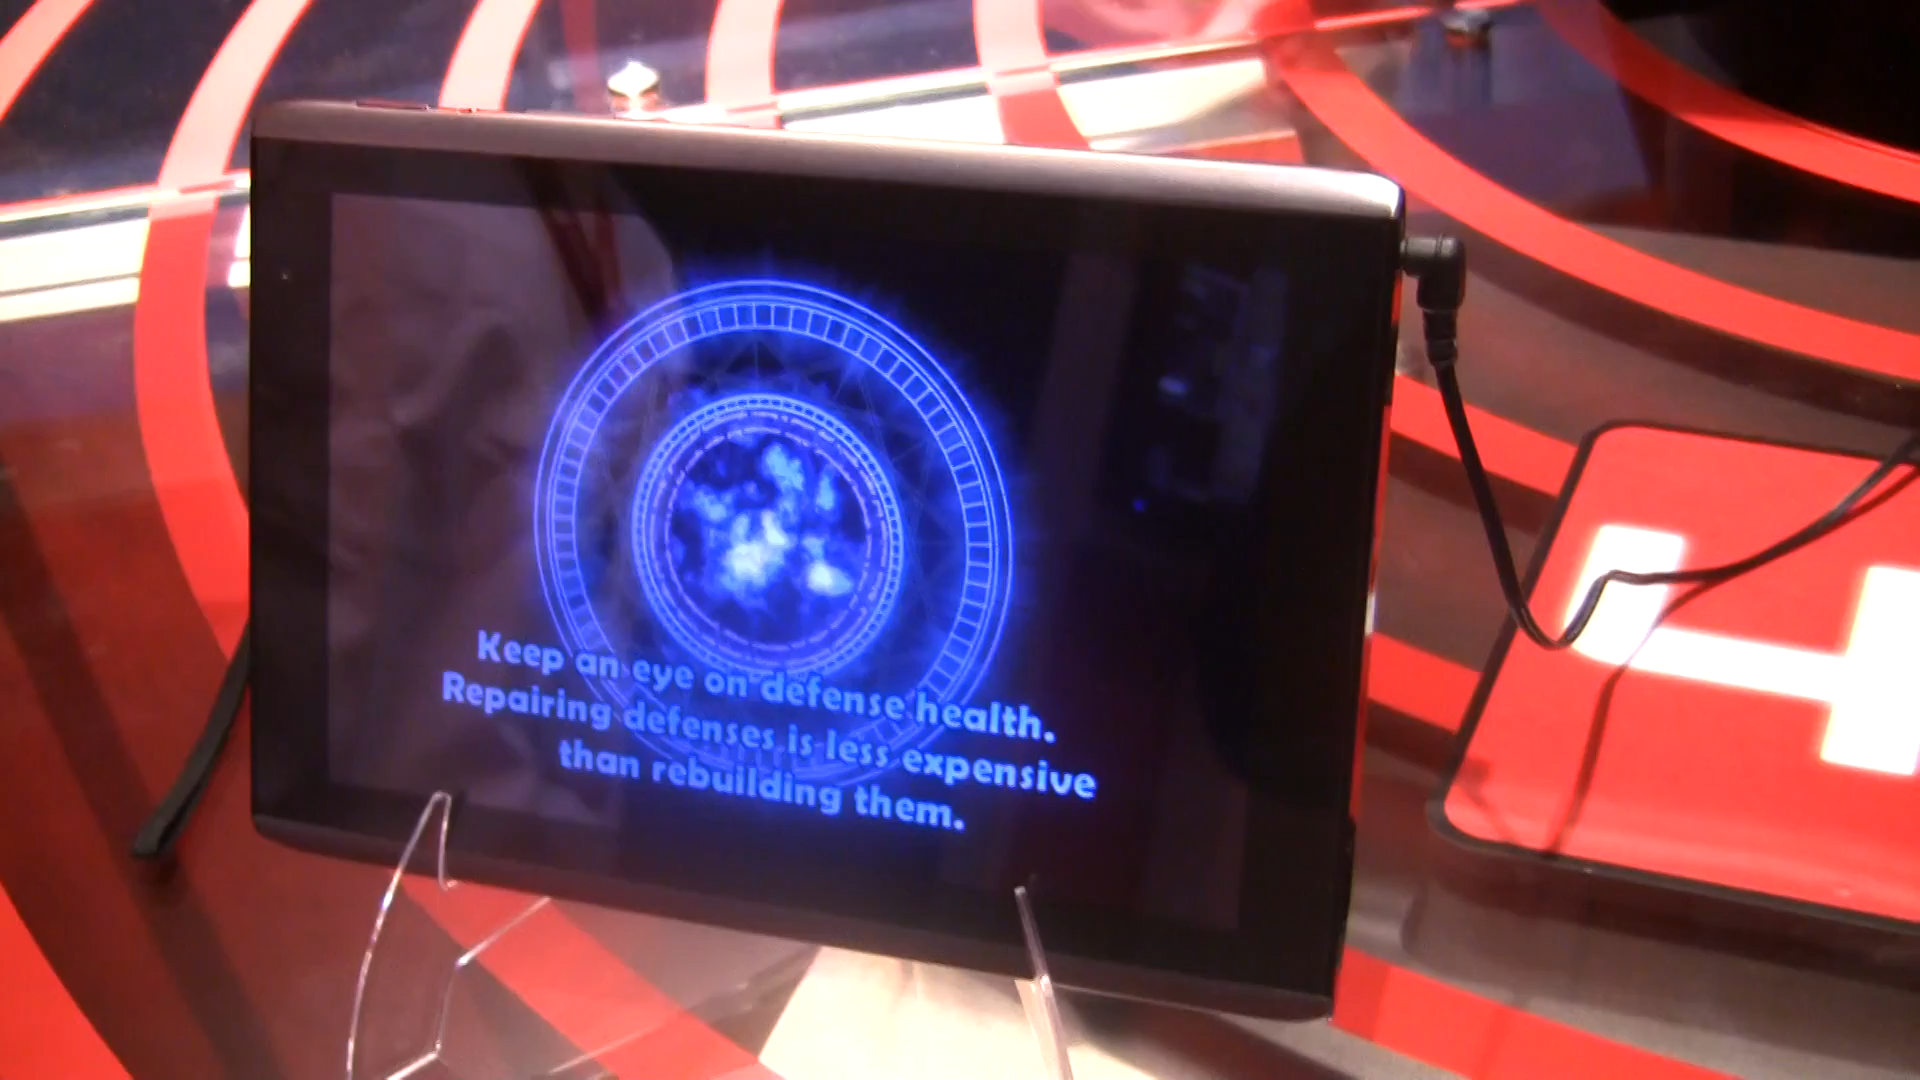 Keep an eye on defense health.
Repairing defenses is less expensive
than rebuilding them.